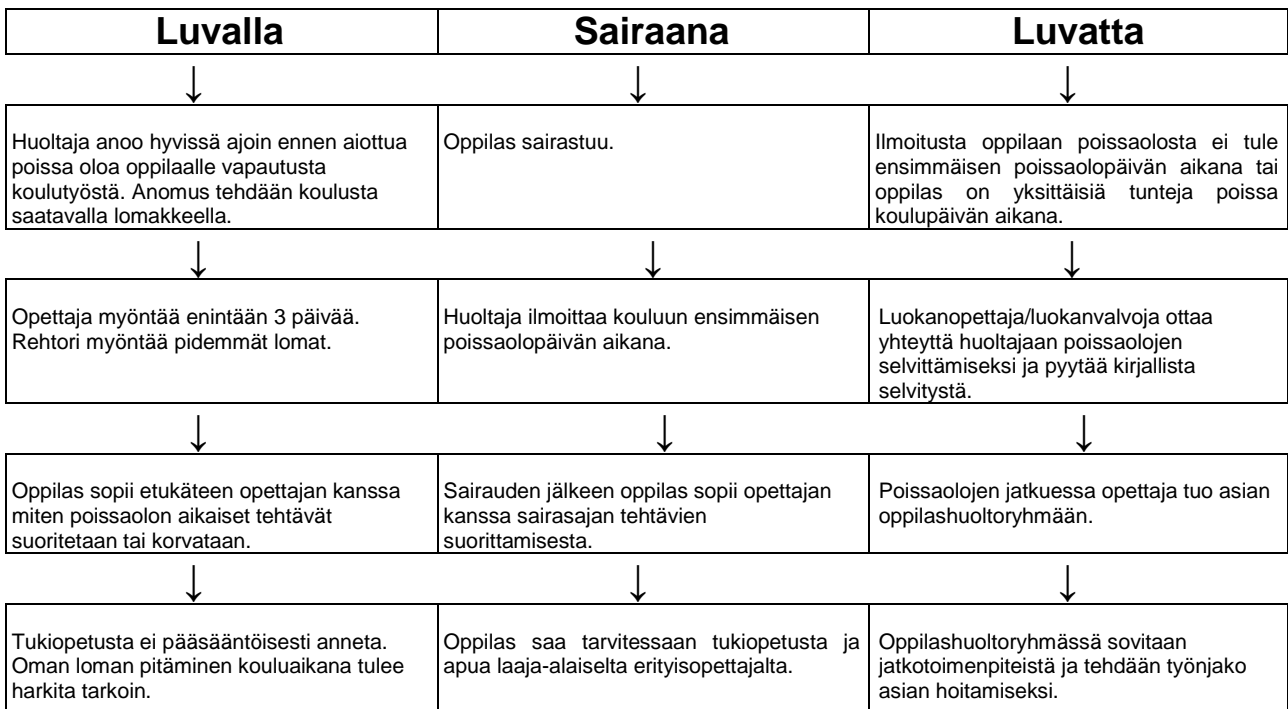 Luvalla
Sairaana
Luvatta
↓
↓
↓
Huoltaja anoo hyvissä ajoin ennen aiottua
poissa oloa oppilaalle vapautusta
koulutyöstä. Anomus tehdään koulusta
saatavalla lomakkeella.
Oppilas sairastuu.
Ilmoitusta oppilaan poissaolosta ei tule
ensimmäisen poissaolopäivän aikana tai
oppilas on yksittäisiä tunteja poissa
koulupäivän aikana.
↓
↓
↓
Opettaja myöntää enintään 3 päivää.
Rehtori myöntää pidemmät lomat.
Huoltaja ilmoittaa kouluun ensimmäisen
poissaolopäivän aikana.
Luokanopettaja/luokanvalvoja ottaa
yhteyttä huoltajaan poissaolojen
selvittämiseksi ja pyytää kirjallista
selvitystä.
↓
↓
↓
Oppilas sopii etukäteen opettajan kanssa
miten poissaolon aikaiset tehtävät
suoritetaan tai korvataan.
Sairauden jälkeen oppilas sopii opettajan
kanssa sairasajan tehtävien
suorittamisesta.
Poissaolojen jatkuessa opettaja tuo asian
oppilashuoltoryhmään.
↓
↓
↓
Tukiopetusta ei pääsääntöisesti anneta.
Oman loman pitäminen kouluaikana tulee
harkita tarkoin.
Oppilas saa tarvitessaan tukiopetusta ja
apua laaja-alaiselta erityisopettajalta.
Oppilashuoltoryhmässä sovitaan
jatkotoimenpiteistä ja tehdään työnjako
asian hoitamiseksi.